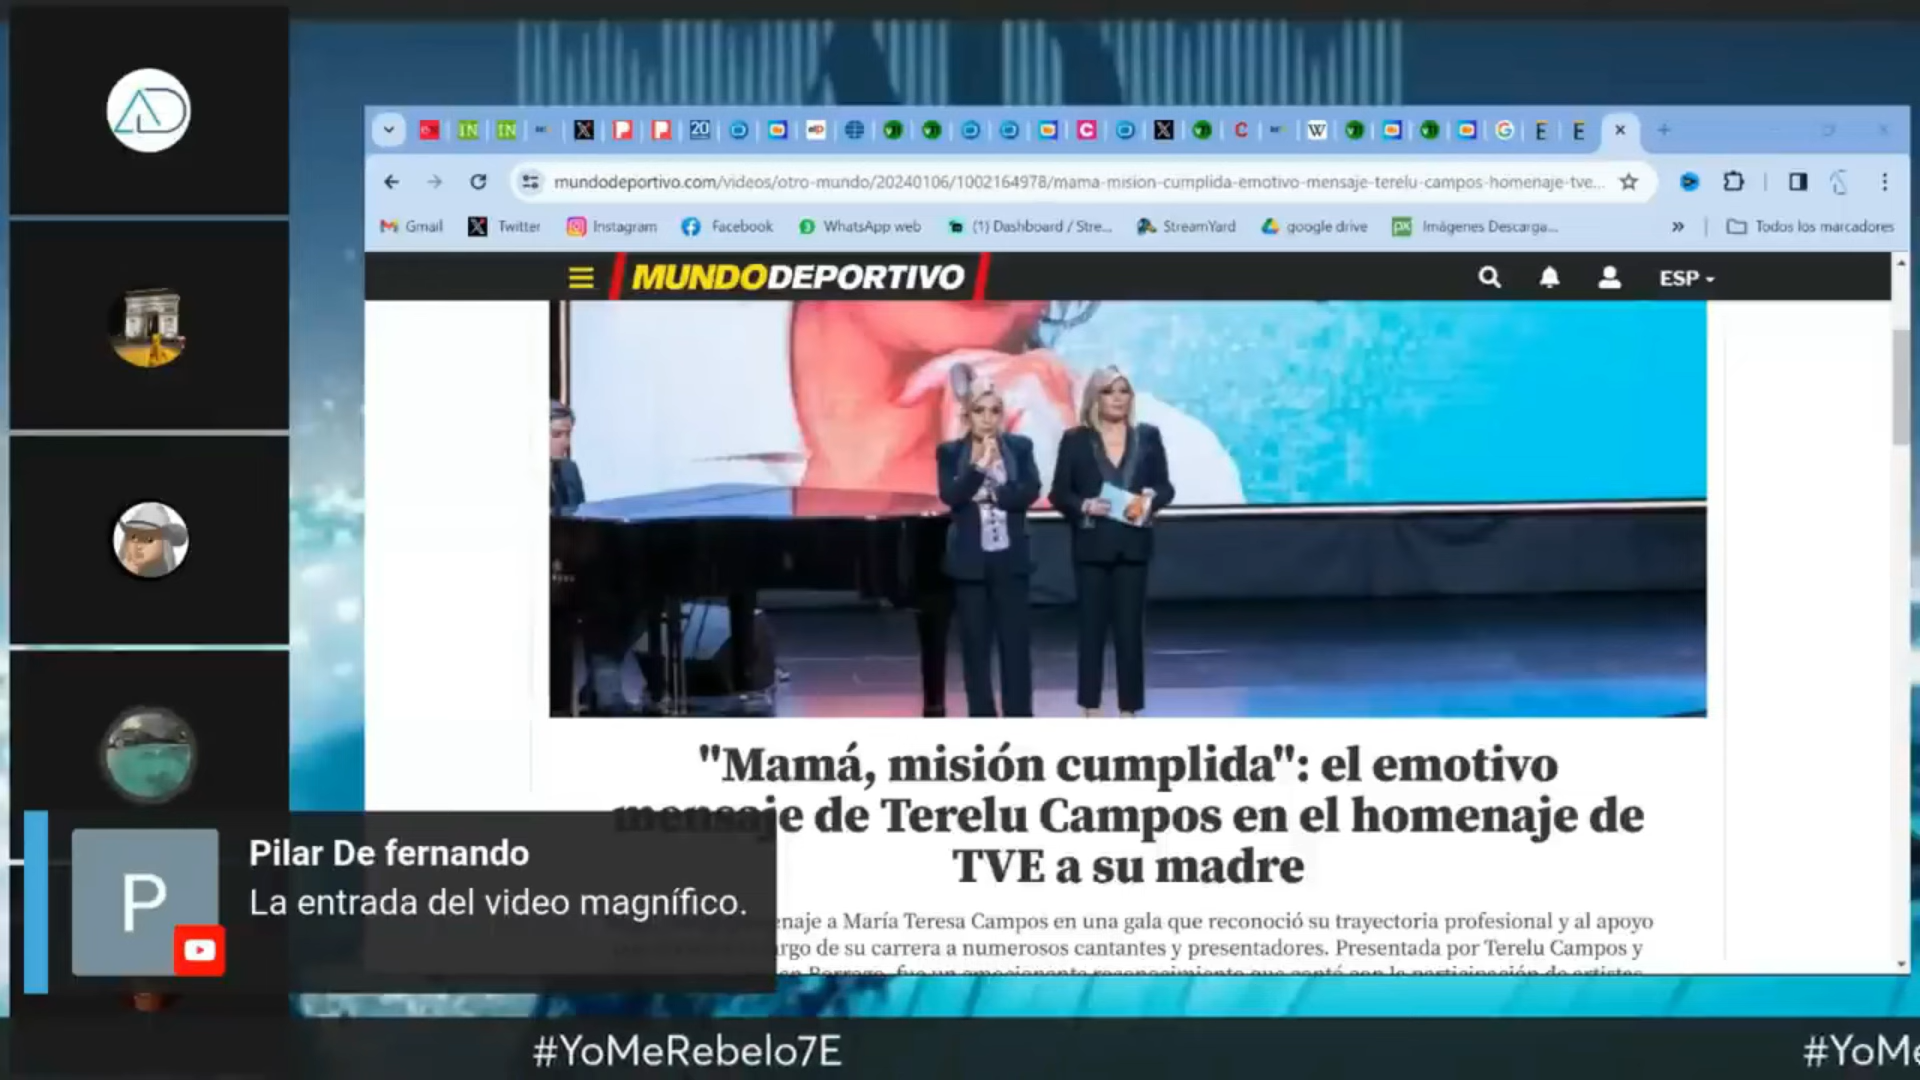 mundodeportivo.com/videos/otro-mundo/20240106/1002164978/mama-mision-cumplida-emotivo-mensaje-terelu-campos-homenaje-tve...
Gmail Twitter Instagram Facebook WhatsApp web (1) Dashboard / Stre... StreamYard google drive Imágenes Descarga... » Todos los marcadores
MUNDODEPORTIVO ESP
"Mamá, misión cumplida": el emotivo
mensaje de Terelu Campos en el homenaje de
TVE a su madre
enaje a María Teresa Campos en una gala que reconoció su trayectoria profesional y al apoyo
argo de su carrera a numerosos cantantes y presentadores. Presentada por Terelu Campos y
P
Pilar De fernando
La entrada del video magnífico.
#YoMeRebelo7E
#YoMe